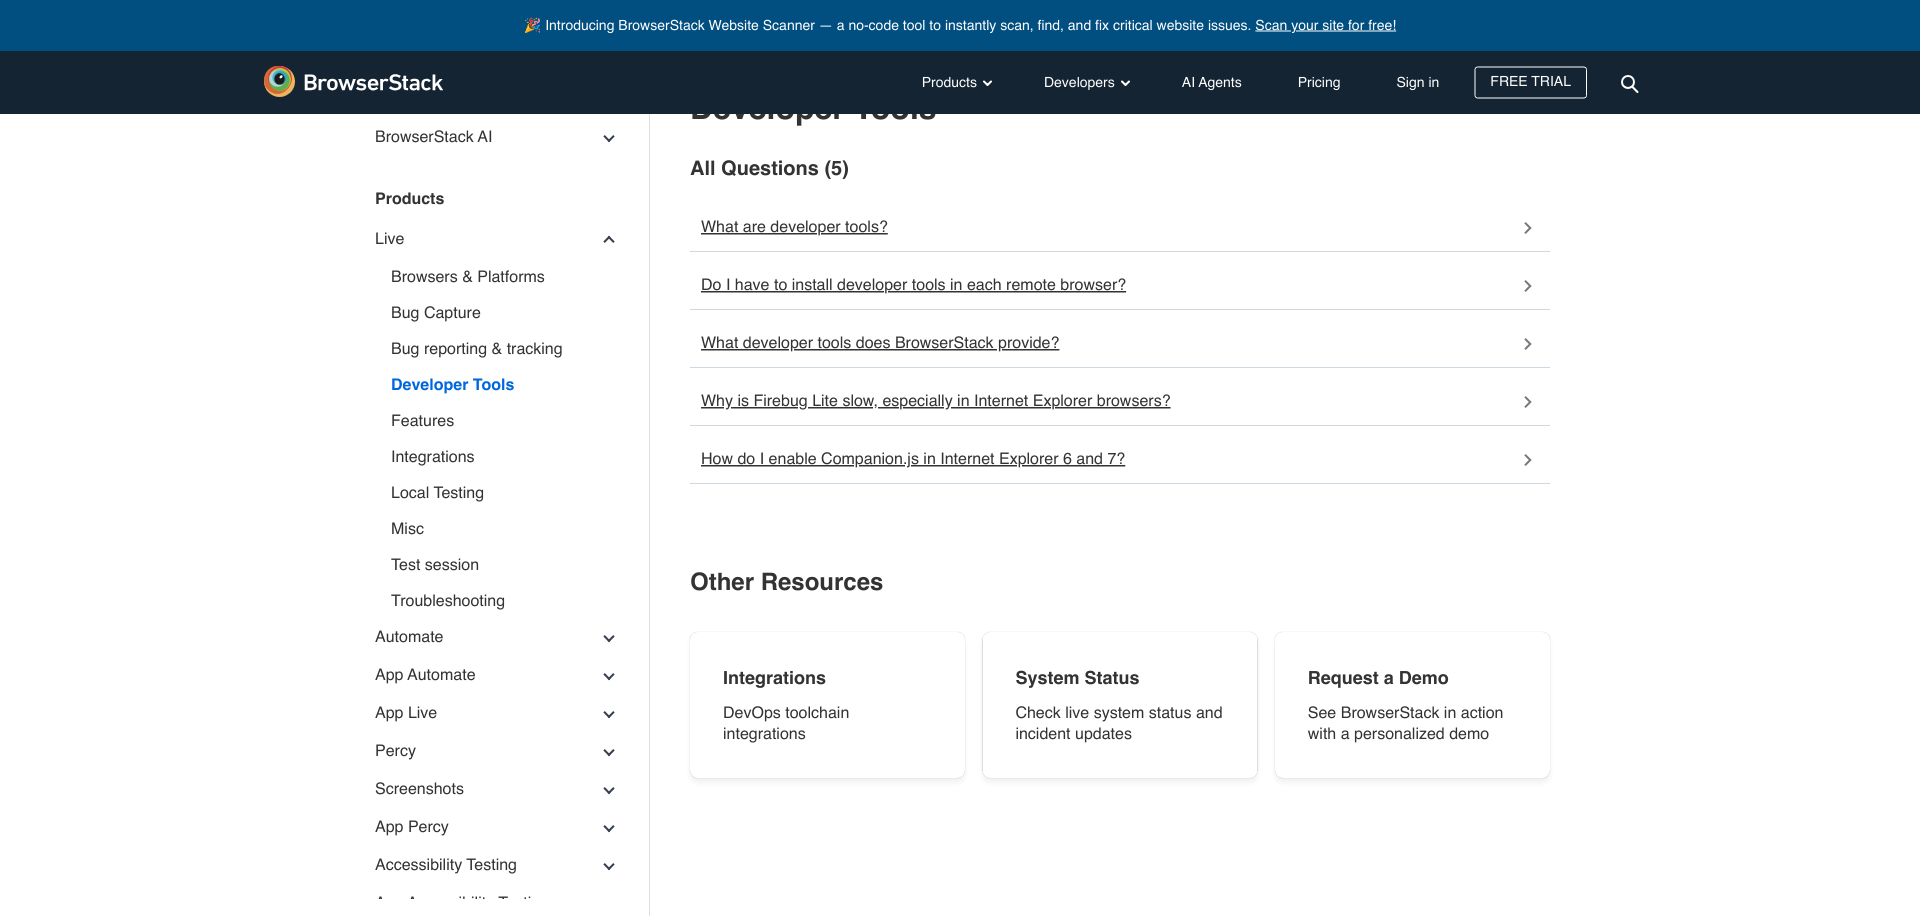 🎉 Introducing BrowserStack Website Scanner — a no-code tool to instantly scan, find, and fix critical website issues. Scan your site for free!
BrowserStack
Products
Developers
AI Agents
Pricing
Sign in
FREE TRIAL
BrowserStack AI
Products
Live
Browsers & Platforms
Bug Capture
Bug reporting & tracking
Developer Tools
Features
Integrations
Local Testing
Misc
Test session
Troubleshooting
Automate
App Automate
App Live
Percy
Screenshots
App Percy
Accessibility Testing
Developer Tools
All Questions (5)
What are developer tools?
Do I have to install developer tools in each remote browser?
What developer tools does BrowserStack provide?
Why is Firebug Lite slow, especially in Internet Explorer browsers?
How do I enable Companion.js in Internet Explorer 6 and 7?
Other Resources
Integrations
DevOps toolchain
integrations
System Status
Check live system status and
incident updates
Request a Demo
See BrowserStack in action
with a personalized demo